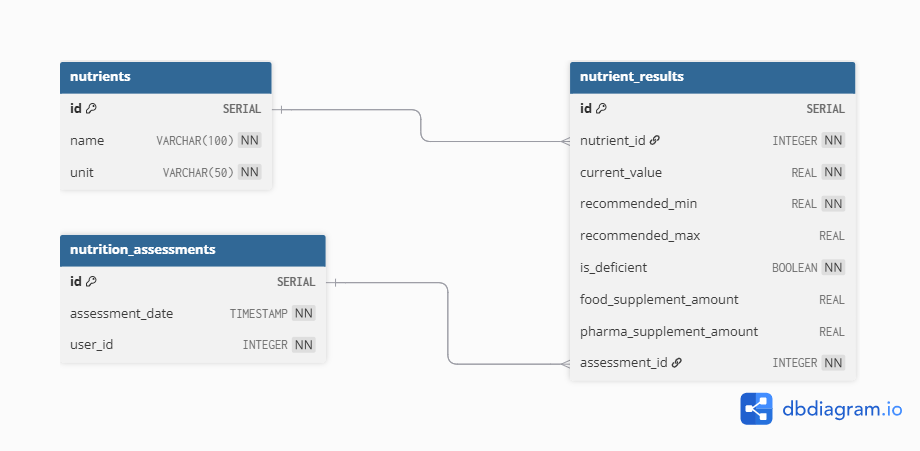 nutrients
id SERIAL
name VARCHAR(100) NN
unit VARCHAR(50) NN
nutrition_assessments
id SERIAL
assessment_date TIMESTAMP NN
user_id INTEGER NN
nutrient_results
id SERIAL
nutrient_id INTEGER NN
current_value REAL NN
recommended_min REAL NN
recommended_max REAL
is_deficient BOOLEAN NN
food_supplement_amount REAL
pharma_supplement_amount REAL
assessment_id INTEGER NN
dbdiagram.io